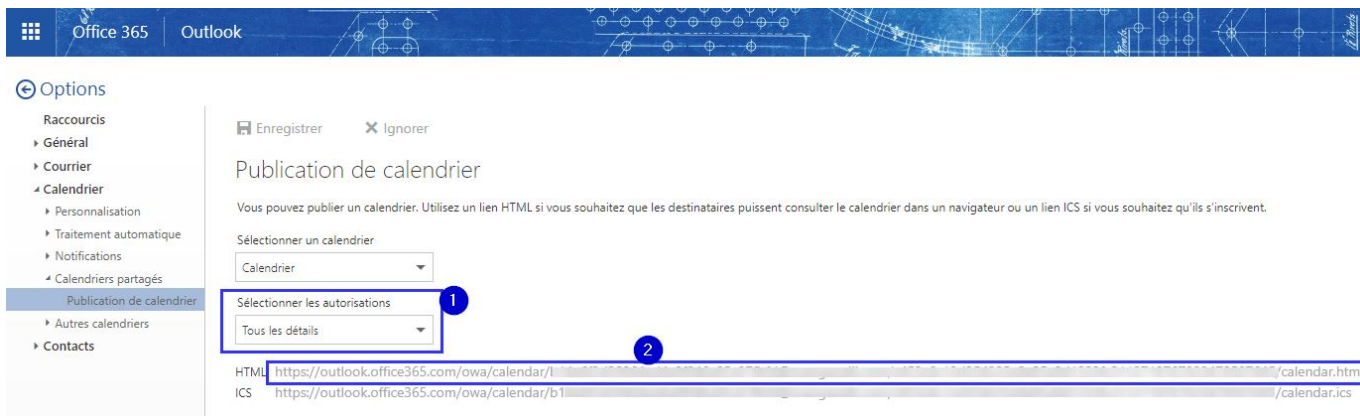 Office 365 Outlook
Options
Raccourcis
Général
Courrier
Calendrier
Personnalisation
Traitement automatique
Notifications
Calendriers partagés
Publication de calendrier
Autres calendriers
Contacts
Enregistrer Ignorer
Publication de calendrier
Vous pouvez publier un calendrier. Utilisez un lien HTML si vous souhaitez que les destinataires puissent consulter le calendrier dans un navigateur ou un lien ICS si vous souhaitez qu'ils s'inscrivent.
Sélectionner un calendrier
Calendrier
Sélectionner les autorisations
1
Tous les détails
2
HTML https://outlook.office365.com/owa/calendar/ /calendar.htm
ICS https://outlook.office365.com/owa/calendar/b1 /calendar.ics